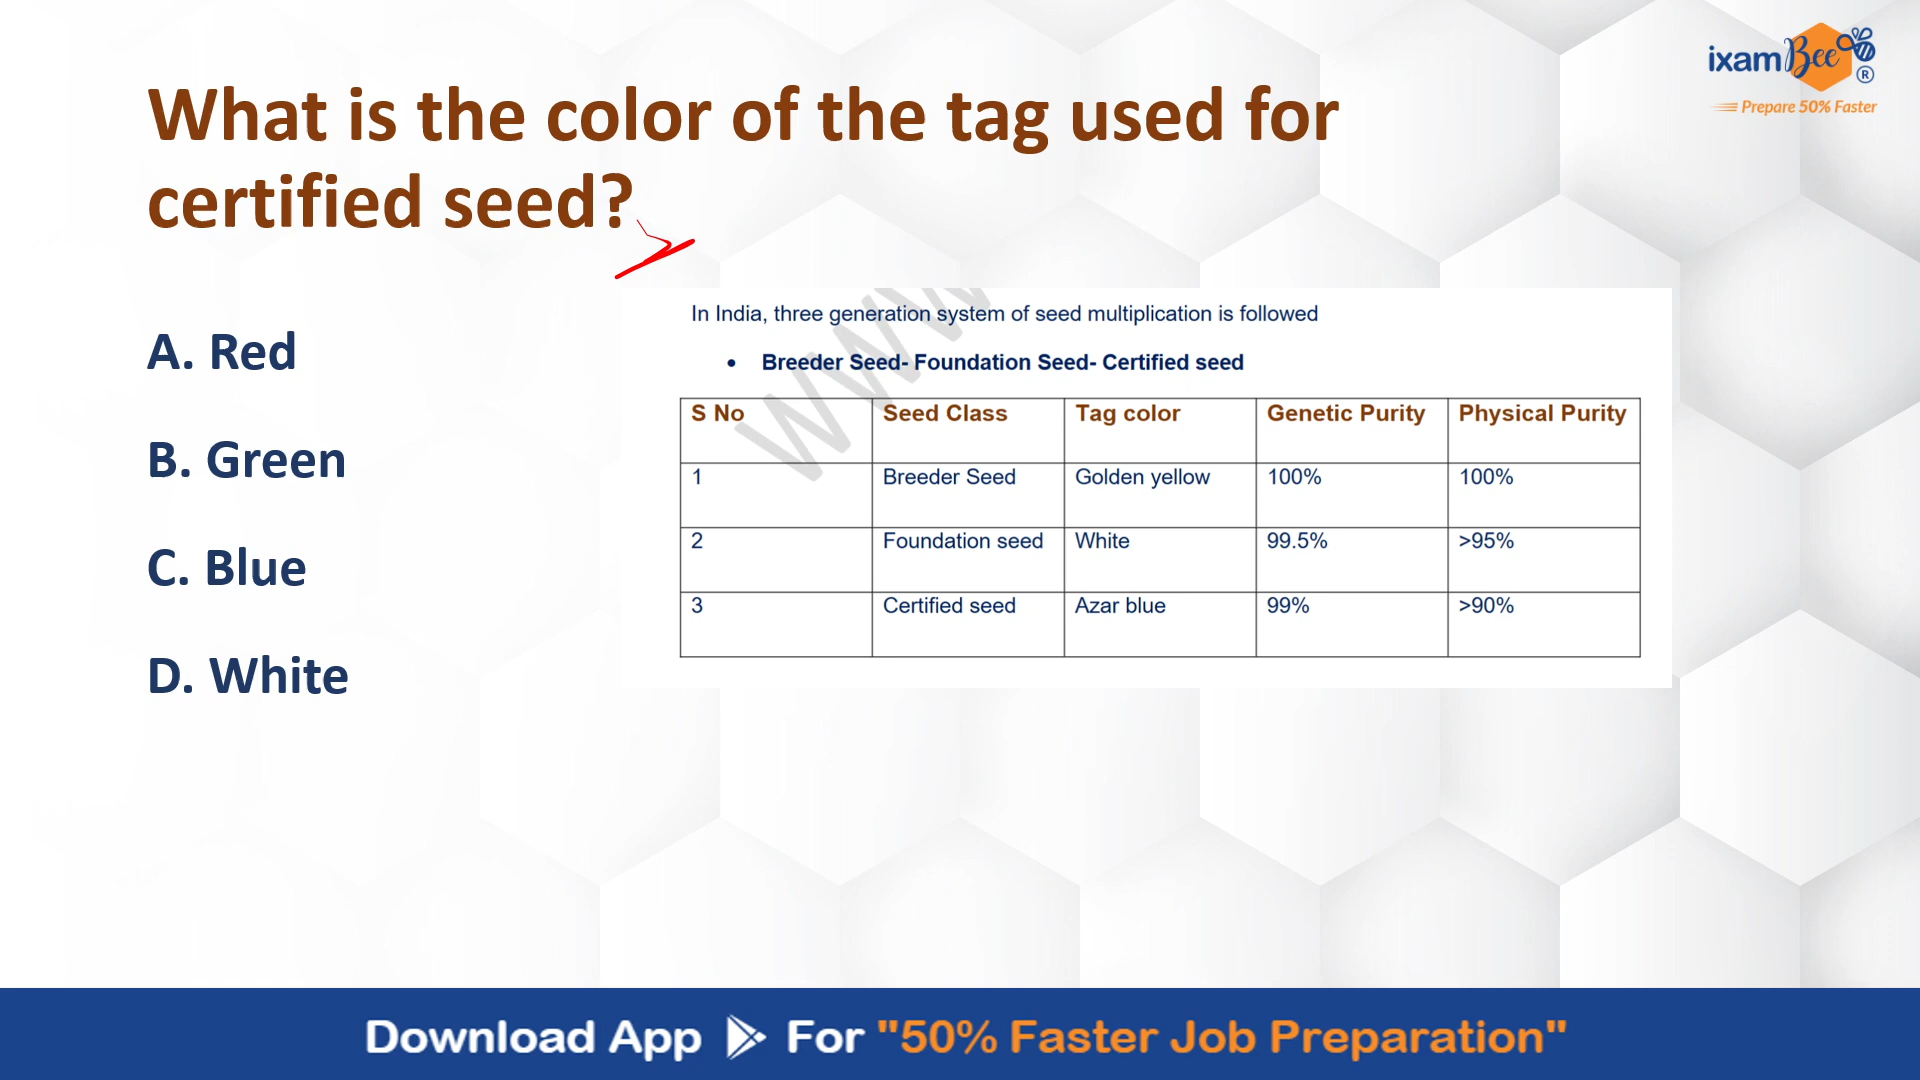 ixamBee
®
Prepare 50% Faster
What is the color of the tag used for
certified seed?
A. Red
B. Green
C. Blue
D. White
In India, three generation system of seed multiplication is followed
• Breeder Seed- Foundation Seed- Certified seed
S No Seed Class Tag color Genetic Purity Physical Purity
1 Breeder Seed Golden yellow 100% 100%
2 Foundation seed White 99.5% >95%
3 Certified seed Azar blue 99% >90%
Download App For "50% Faster Job Preparation"